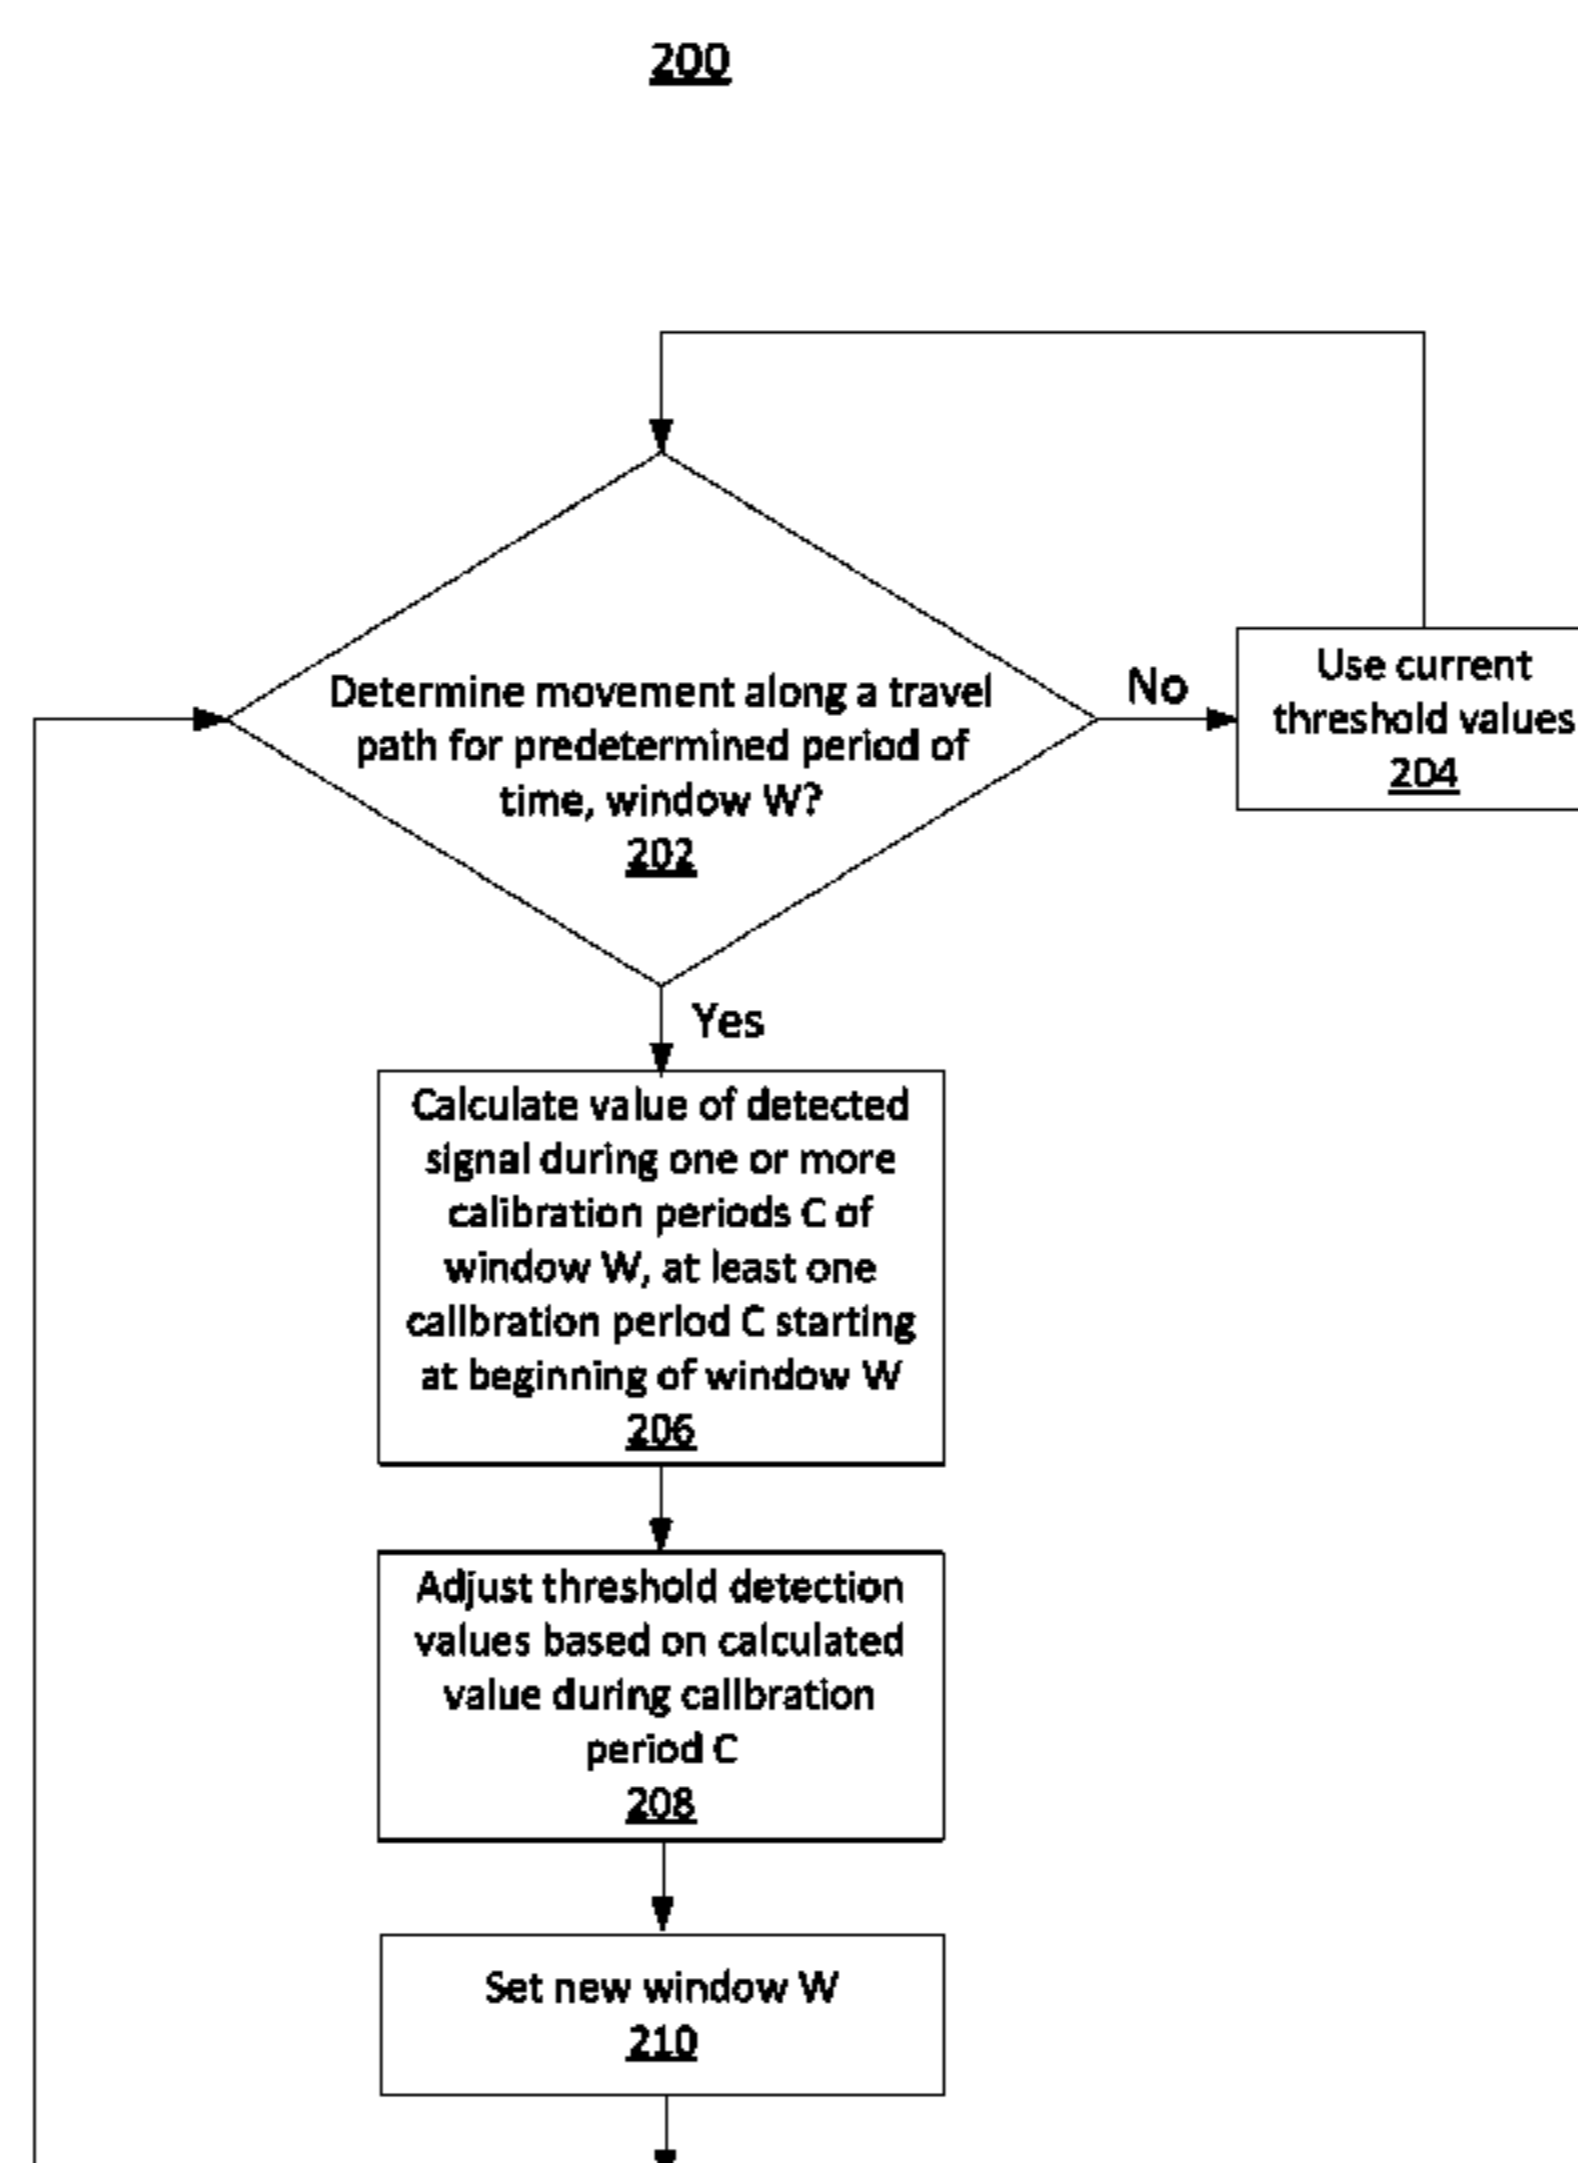 200
Determine movement along a travel
path for predetermined period of
time, window W?
202
No
Use current
threshold values
204
Yes
Calculate value of detected
signal during one or more
calibration periods C of
window W, at least one
calibration period C starting
at beginning of window W
206
Adjust threshold detection
values based on calculated
value during calibration
period C
208
Set new window W
210